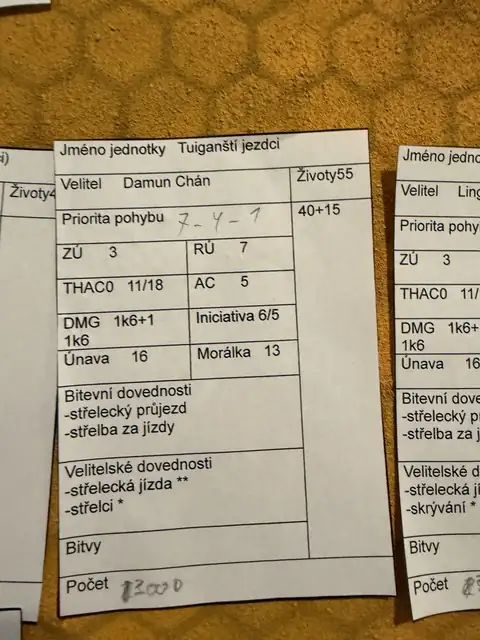 i)
Životy4
Jméno jednotky Tuiganští jezdci
Velitel Damun Chán
Životy55
Priorita pohybu 7-4-1
40+15
ZÚ 3
RÚ 7
THAC0 11/18
AC 5
DMG 1k6+1
1k6
Iniciativa 6/5
Únava 16
Morálka 13
Bitevní dovednosti
-střelecký průjezd
-střelba za jízdy
Velitelské dovednosti
-střelecká jízda **
-střelci *
Bitvy
Počet 3000
Jméno jedno
Velitel Ling
Priorita pohy
ZÚ 3
THAC0 11/
DMG 1k6+
1k6
Únava 16
Bitevní dove
-střelecký p
-střelba za j
Velitelské d
-střelecká jí
-skrývání *
Bitvy
Počet